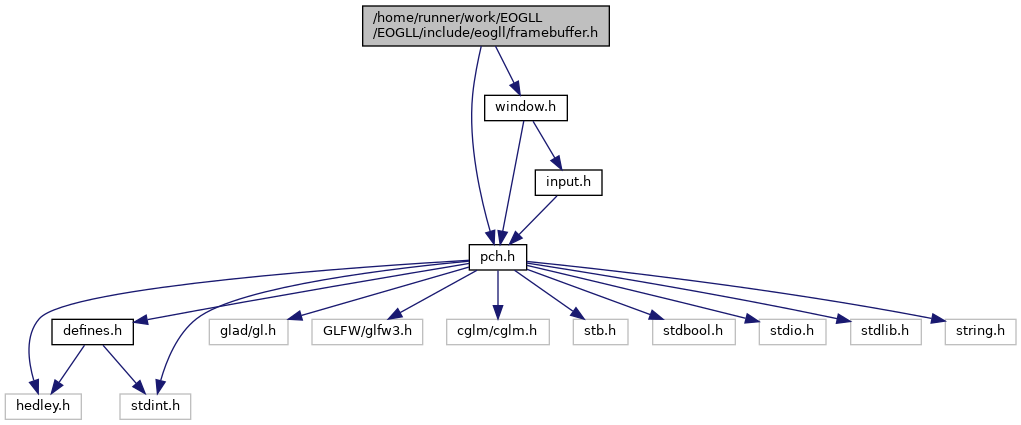 /home/runner/work/EOGLL
/EOGLL/include/eogll/framebuffer.h
window.h
input.h
pch.h
defines.h
glad/gl.h
GLFW/glfw3.h
cglm/cglm.h
stb.h
stdbool.h
stdio.h
stdlib.h
string.h
hedley.h
stdint.h